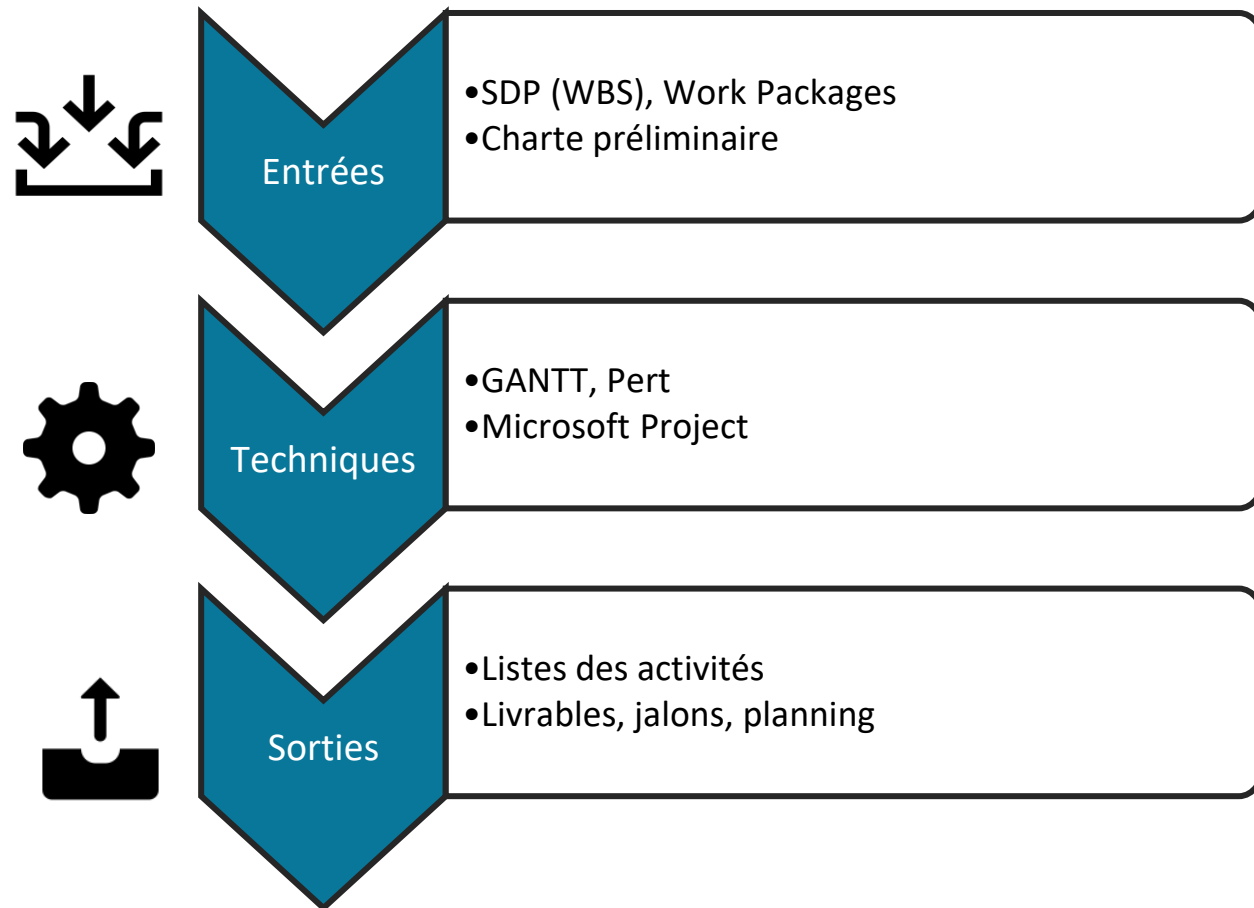 Entrées
•SDP (WBS), Work Packages
•Charte préliminaire
Techniques
•GANTT, Pert
•Microsoft Project
Sorties
•Listes des activités
•Livrables, jalons, planning